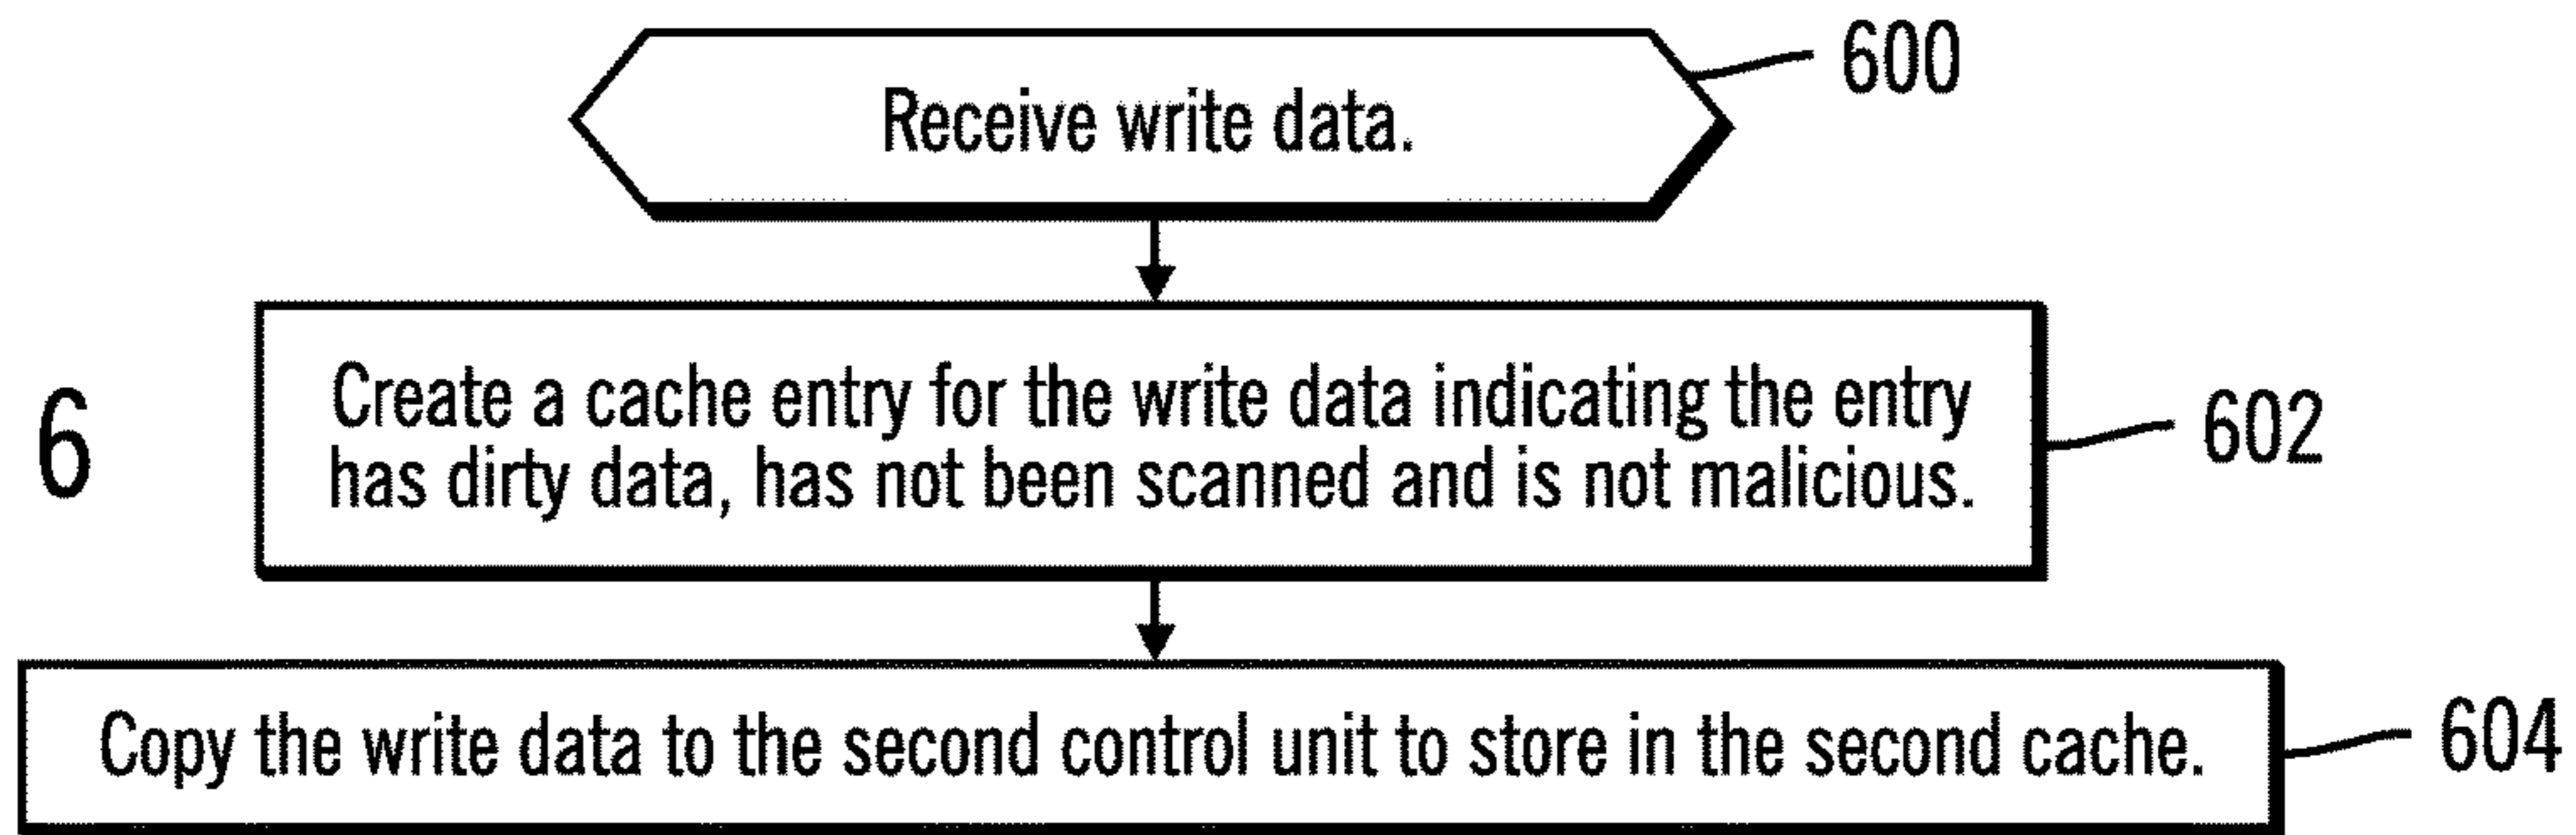 Receive write data.
600
6
Create a cache entry for the write data indicating the entry
has dirty data, has not been scanned and is not malicious.
602
Copy the write data to the second control unit to store in the second cache.
604